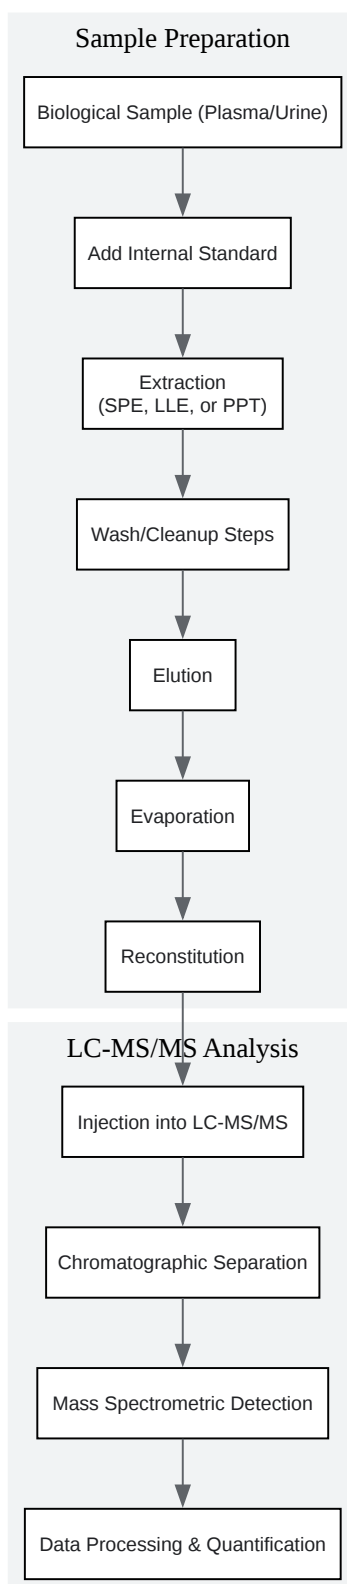 Sample Preparation
Biological Sample (Plasma/Urine)
Add Internal Standard
Extraction
(SPE, LLE, or PPT)
Wash/Cleanup Steps
Elution
Evaporation
Reconstitution
LC-MS/MS Analysis
Injection into LC-MS/MS
Chromatographic Separation
Mass Spectrometric Detection
Data Processing & Quantification